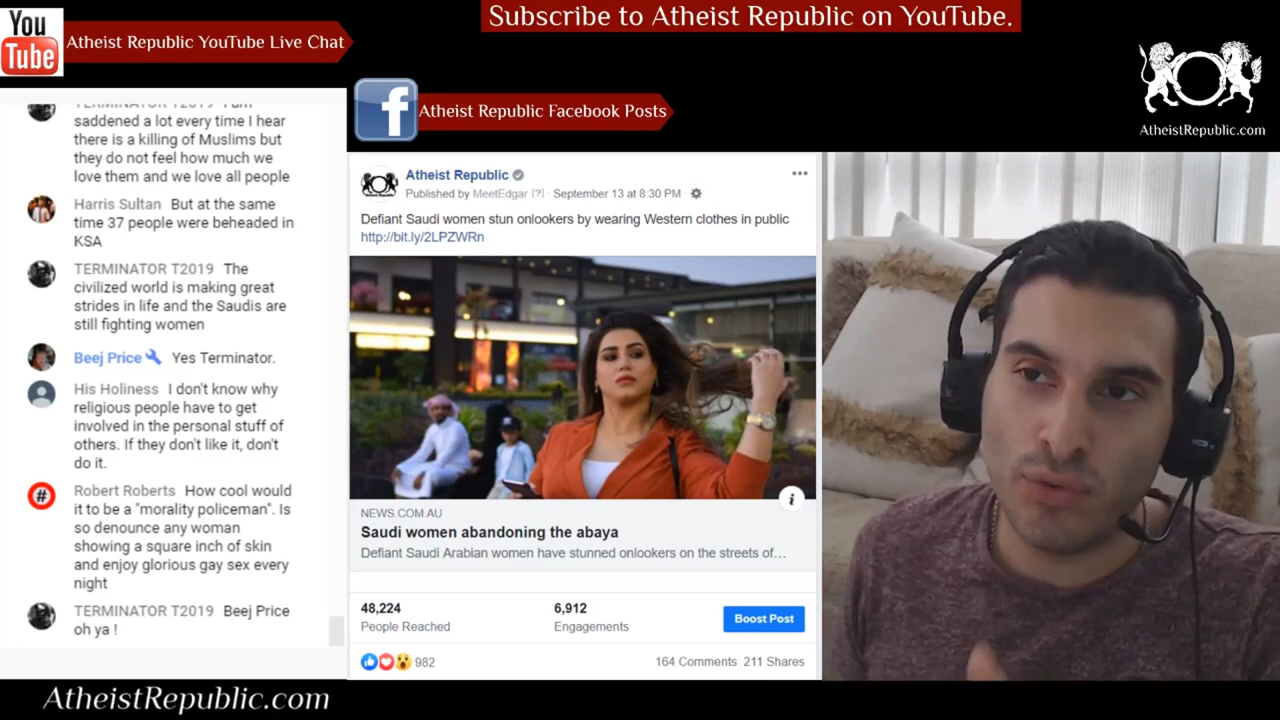 Subscribe to Atheist Republic on YouTube.
You
Tube
Atheist Republic YouTube Live Chat
AtheistRepublic.com
Atheist Republic Facebook Posts
TERMINATOR T2019 I am
saddened a lot every time I hear
there is a killing of Muslims but
they do not feel how much we
love them and we love all people
Harris Sultan But at the same
time 37 people were beheaded in
KSA
TERMINATOR T2019 The
civilized world is making great
strides in life and the Saudis are
still fighting women
Beej Price Yes Terminator.
His Holiness I don't know why
religious people have to get
involved in the personal stuff of
others. If they don't like it, don't
do it.
Robert Roberts How cool would
it to be a "morality policeman". Is
so denounce any woman
showing a square inch of skin
and enjoy glorious gay sex every
night
TERMINATOR T2019 Beej Price
oh ya !
Atheist Republic
Published by MeetEdgar [?] · September 13 at 8:30 PM ·
Defiant Saudi women stun onlookers by wearing Western clothes in public
http://bit.ly/2LPZWRn
NEWS.COM.AU
Saudi women abandoning the abaya
Defiant Saudi Arabian women have stunned onlookers on the streets of…
48,224 6,912
People Reached Engagements
Boost Post
982 164 Comments 211 Shares
AtheistRepublic.com